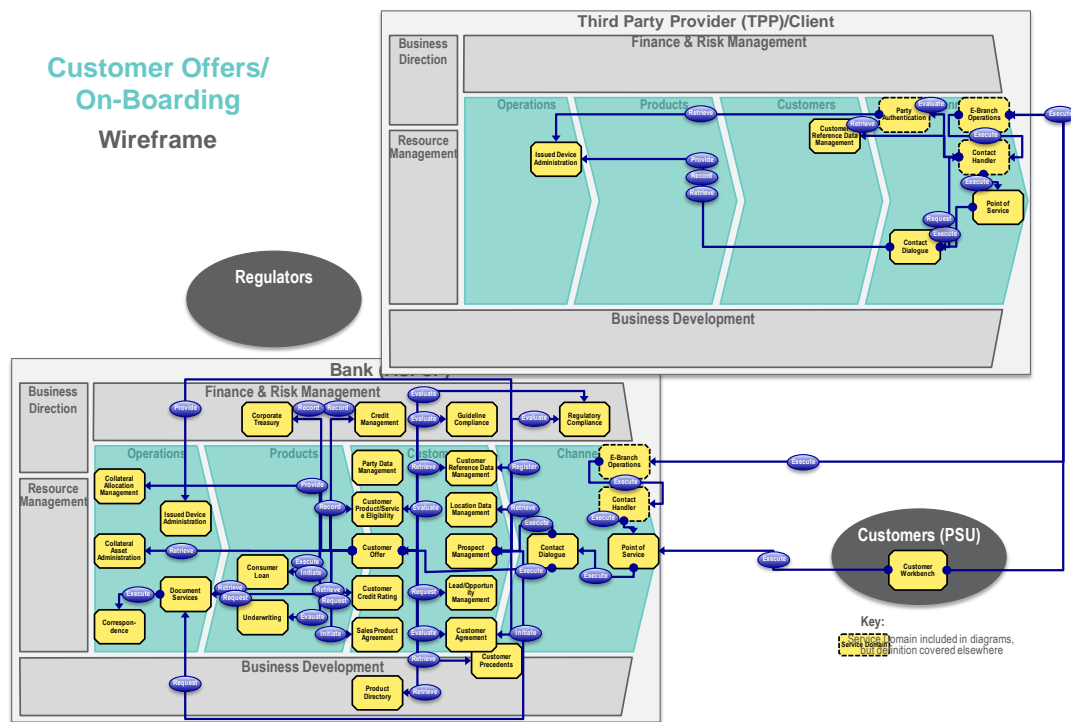 Customer Offers/
On-Boarding
Wireframe
Third Party Provider (TPP)/Client
Business
Direction
Finance & Risk Management
Resource
Management
Operations
Products
Customers
Evaluate
Party
Authentication
E-Branch
Operations
Execute
Retrieve
Retrieve
Customer
Reference Data
Management
Execute
Contact
Handler
Issued Device
Administration
Provide
Record
Retrieve
Execute
Point of
Service
Request
Execute
Contact
Dialogue
Business Development
Regulators
Bank
Business
Direction
Finance & Risk Management
Evaluate
Provide
Corporate
Treasury
Record
Record
Credit
Management
Evaluate
Guideline
Compliance
Evaluate
Regulatory
Compliance
Resource
Management
Operations
Products
Channe
Collateral
Allocation
Management
Provide
Party Data
Management
Retrieve
Customer
Reference Data
Management
Register
E-Branch
Operations
Execute
Execute
Issued Device
Administration
Record
Customer
Product/Servic
e Eligibility
Evaluate
Location Data
Management
Retrieve
Contact
Handler
Execute
Execute
Collateral
Asset
Administration
Retrieve
Customer
Offer
Prospect
Management
Contact
Dialogue
Point of
Service
Execute
Execute
Execute
Initiate
Consumer
Loan
Execute
Document
Services
Retrieve
Request
Retrieve
Request
Customer
Credit Rating
Request
Lead/Opportun
ity Management
Correspon-
dence
Underwriting
Evauate
Initiate
Sales Product
Agreement
Evaluate
Customer
Agreement
Initiate
Business Development
Retrieve
Customer
Precedents
Request
Product
Directory
Retrieve
Customers (PSU)
Execute
Customer
Workbench
Key:
Service Domain
Service Domain included in diagrams,
but definition covered elsewhere